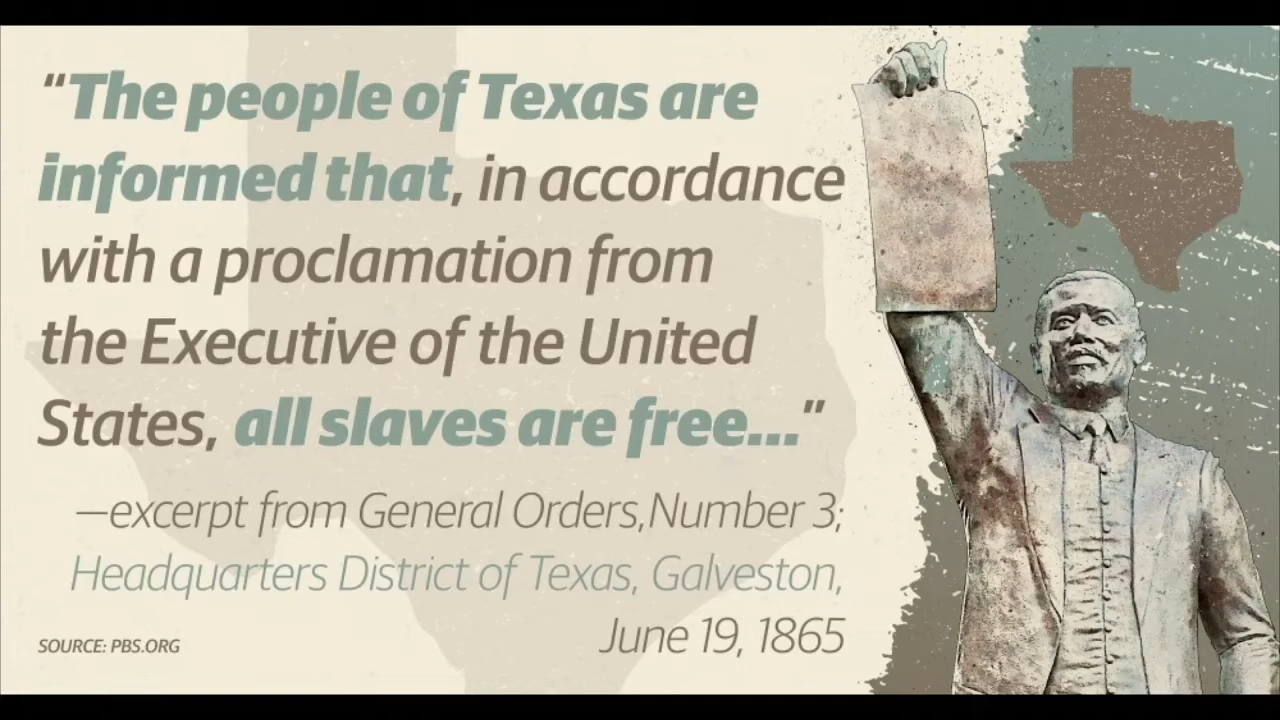 “The people of Texas are
informed that, in accordance
with a proclamation from
the Executive of the United
States, all slaves are free...”
—excerpt from General Orders,Number 3;
Headquarters District of Texas, Galveston,
June 19, 1865
SOURCE: PBS.ORG